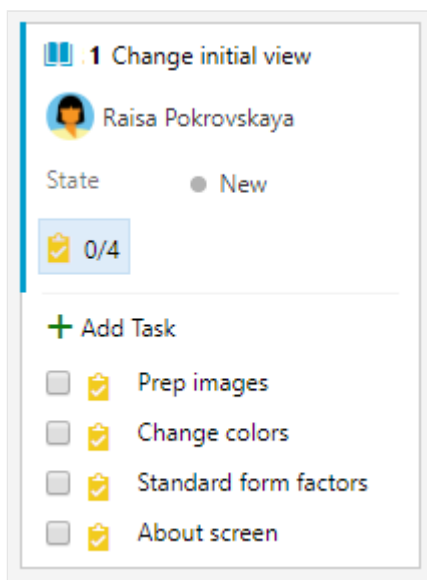 1 Change initial view
Raisa Pokrovskaya
State New
0/4
+ Add Task
Prep images
Change colors
Standard form factors
About screen